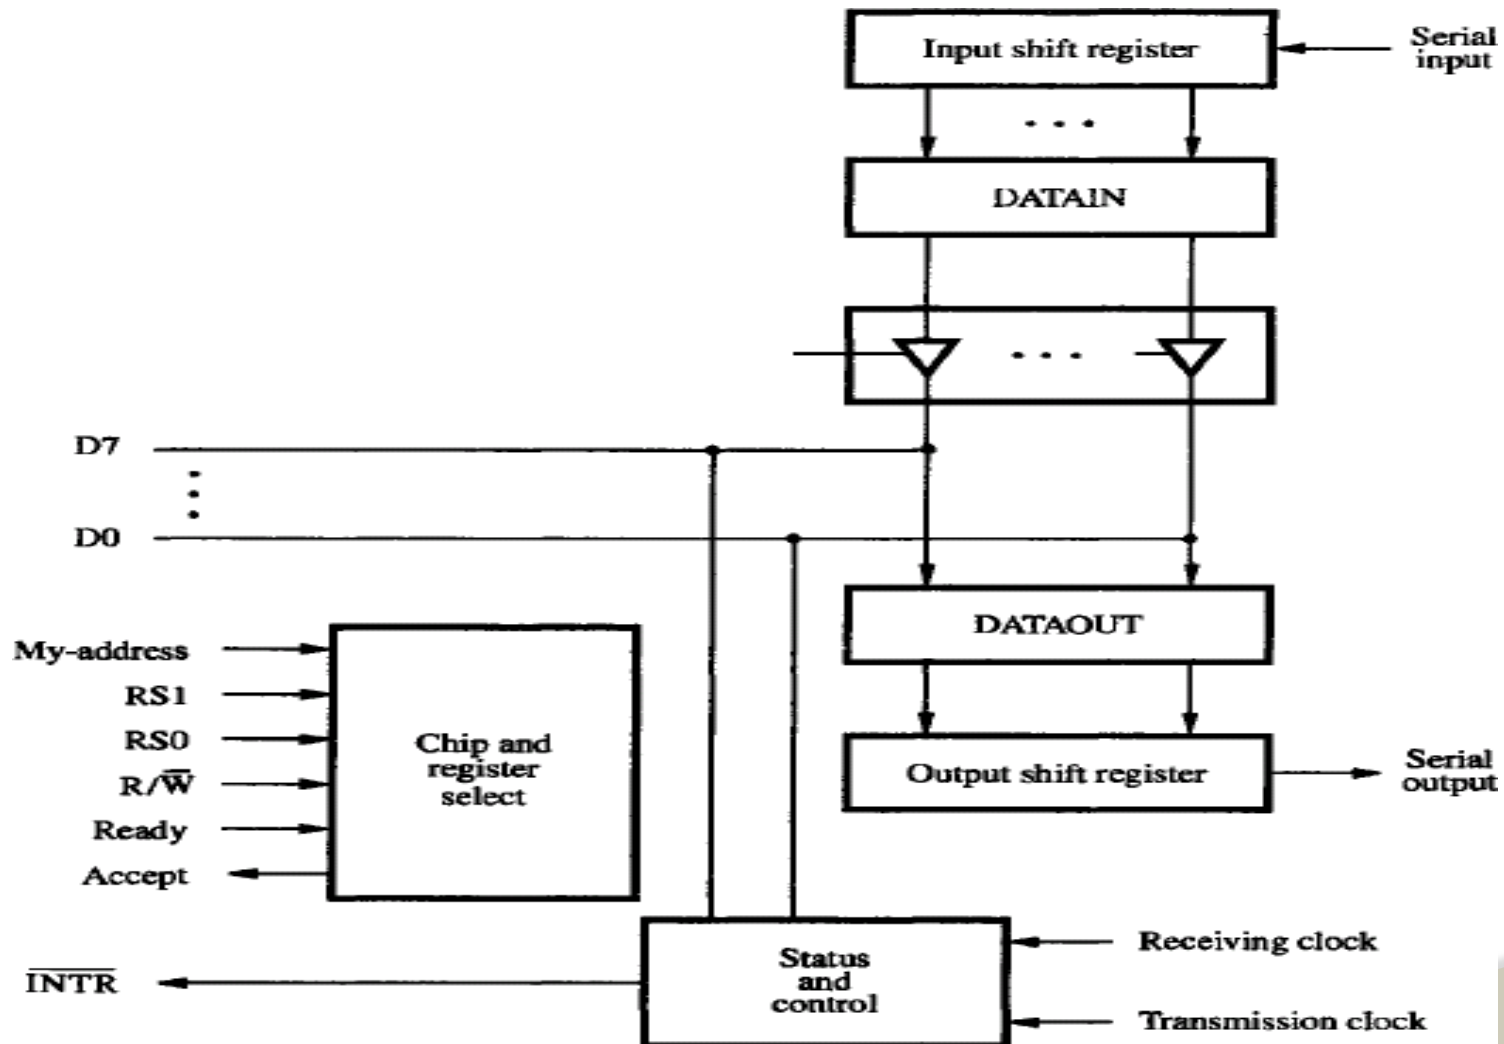 Input shift register
Serial
input
DATAIN
D7
D0
DATAOUT
My-address
RS1
RS0
R/W̅
Ready
Accept
Chip and
register
select
Output shift register
Serial
output
I̅N̅T̅R̅
Status
and
control
Receiving clock
Transmission clock